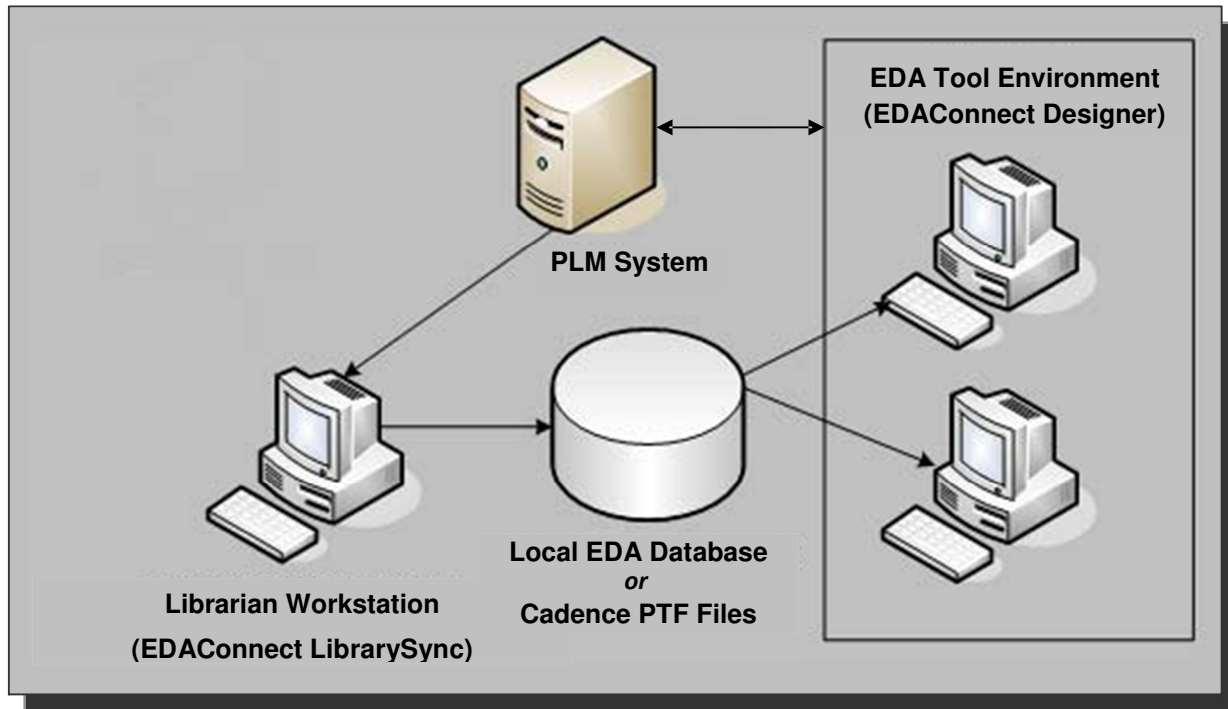 EDA Tool Environment
(EDAConnect Designer)
PLM System
Local EDA Database
or
Cadence PTF Files
Librarian Workstation
(EDAConnect LibrarySync)